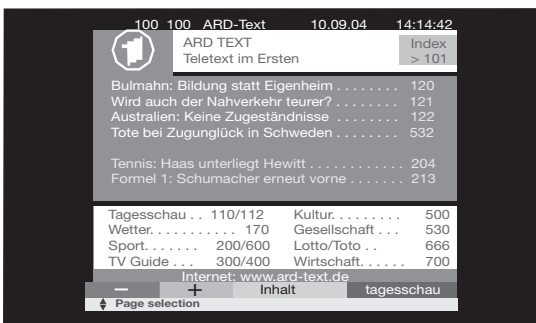 100 100 ARD-Text 10.09.04 14:14:42
1
ARD TEXT Index
Teletext im Ersten > 101
Bulmahn: Bildung statt Eigenheim . . . . . . . . 120
Wird auch der Nahverkehr teurer? . . . . . . . . 121
Australien: Keine Zugeständnisse . . . . . . . . 122
Tote bei Zugunglück in Schweden . . . . . . . . 532
Tennis: Haas unterliegt Hewitt . . . . . . . . . . . . 204
Formel 1: Schumacher erneut vorne . . . . . . . 213
Tagesschau . . 110/112 Kultur. . . . . . . . 500
Wetter. . . . . . . . . . . 170 Gesellschaft . . . 530
Sport. . . . . . . 200/600 Lotto/Toto . . 666
TV Guide . . . 300/400 Wirtschaft. . . . . . 700
Internet: www.ard-text.de
− + Inhalt tagesschau
Page selection